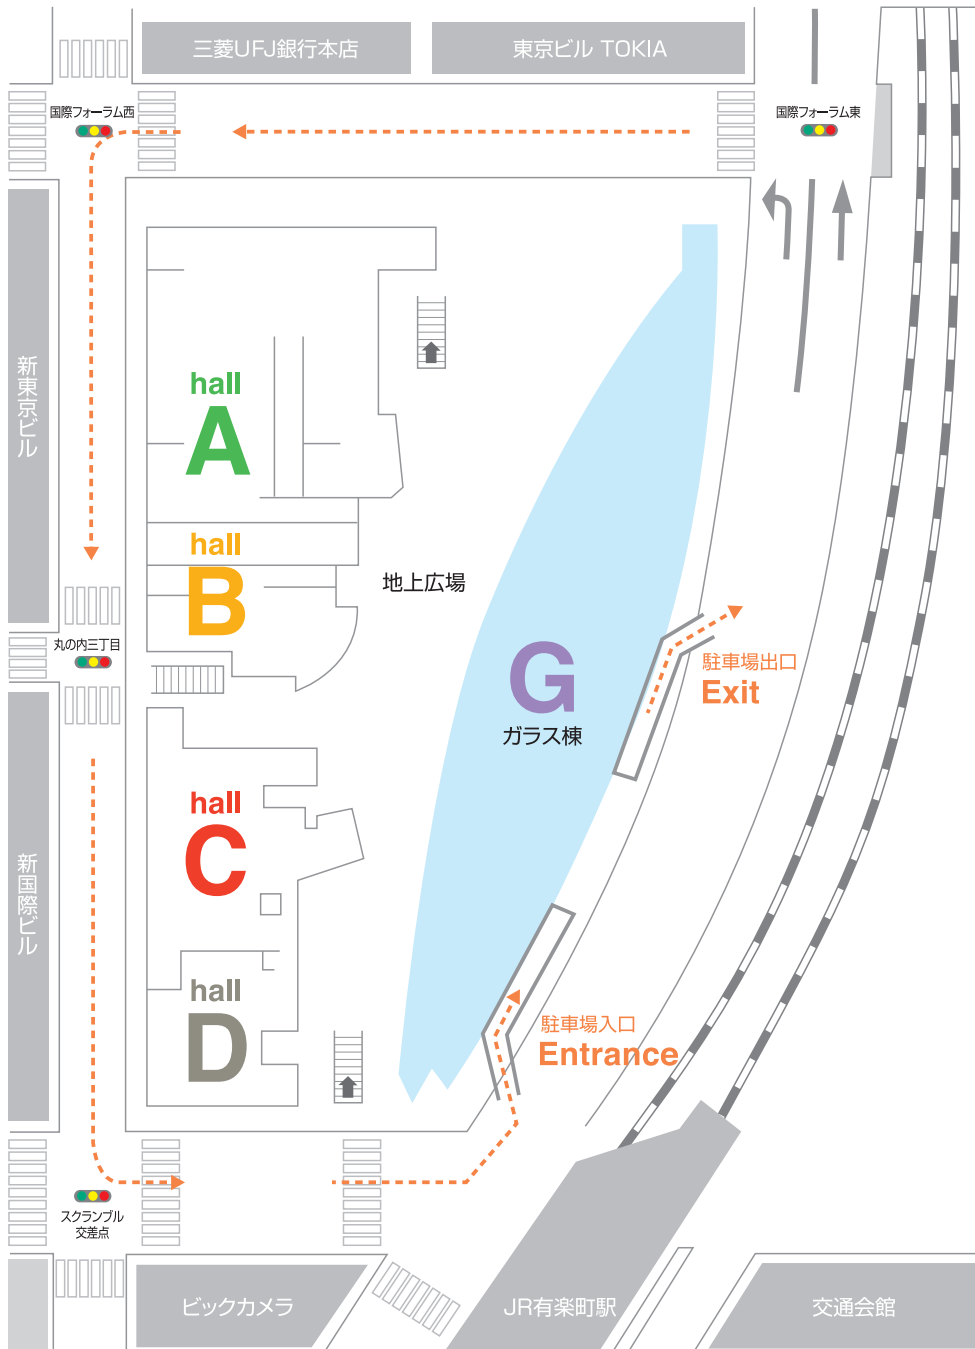 三菱UFJ銀行本店
東京ビル TOKIA
国際フォーラム西
国際フォーラム東
新東京ビル
hall
A
hall
B
地上広場
丸の内三丁目
G
ガラス棟
駐車場出口
Exit
hall
C
新国際ビル
hall
D
駐車場入口
Entrance
スクランブル
交差点
ビックカメラ
JR有楽町駅
交通会館